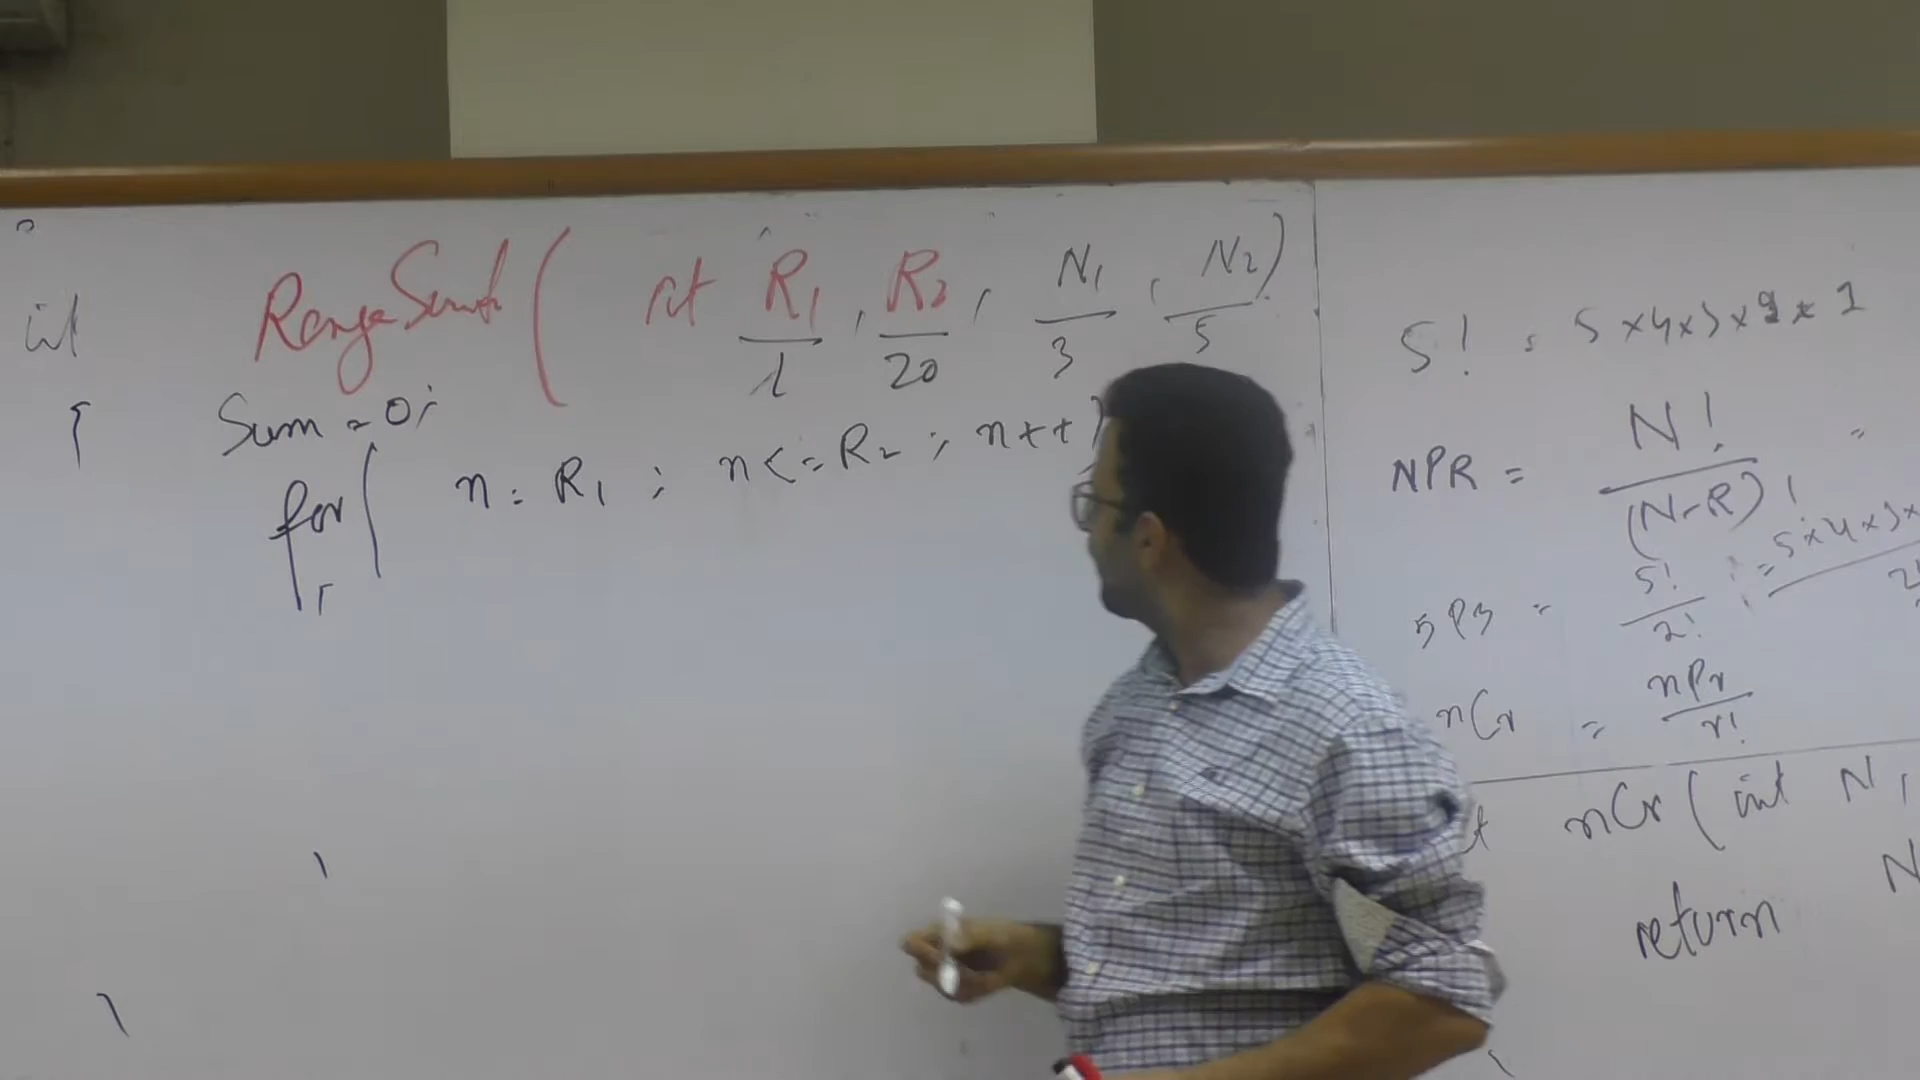 int RangeSum( int R1, R2, N1, N2)
1 20 3 5
{ Sum = 0;
for( n = R1 ; n <= R2 ; n++)
{
}
}
5! = 5 x 4 x 3 x 2 x 1
NPR = N! / (N-R)! =
5P3 = 5! / 2! = 5 x 4 x 3 x
nCr = nPr / r!
nCr( int N,
return N